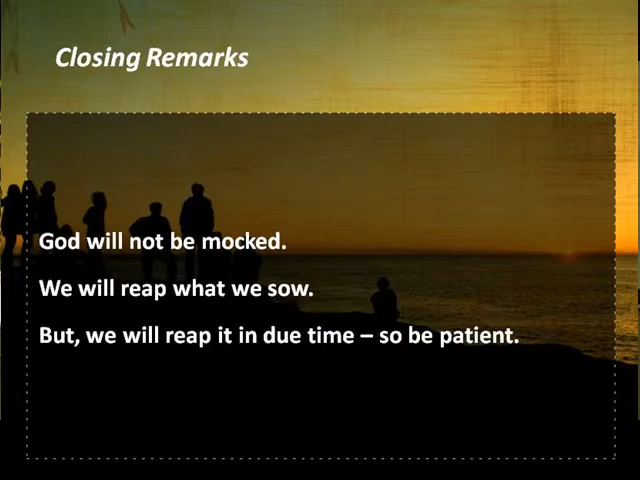 Closing Remarks
God will not be mocked.
We will reap what we sow.
But, we will reap it in due time – so be patient.